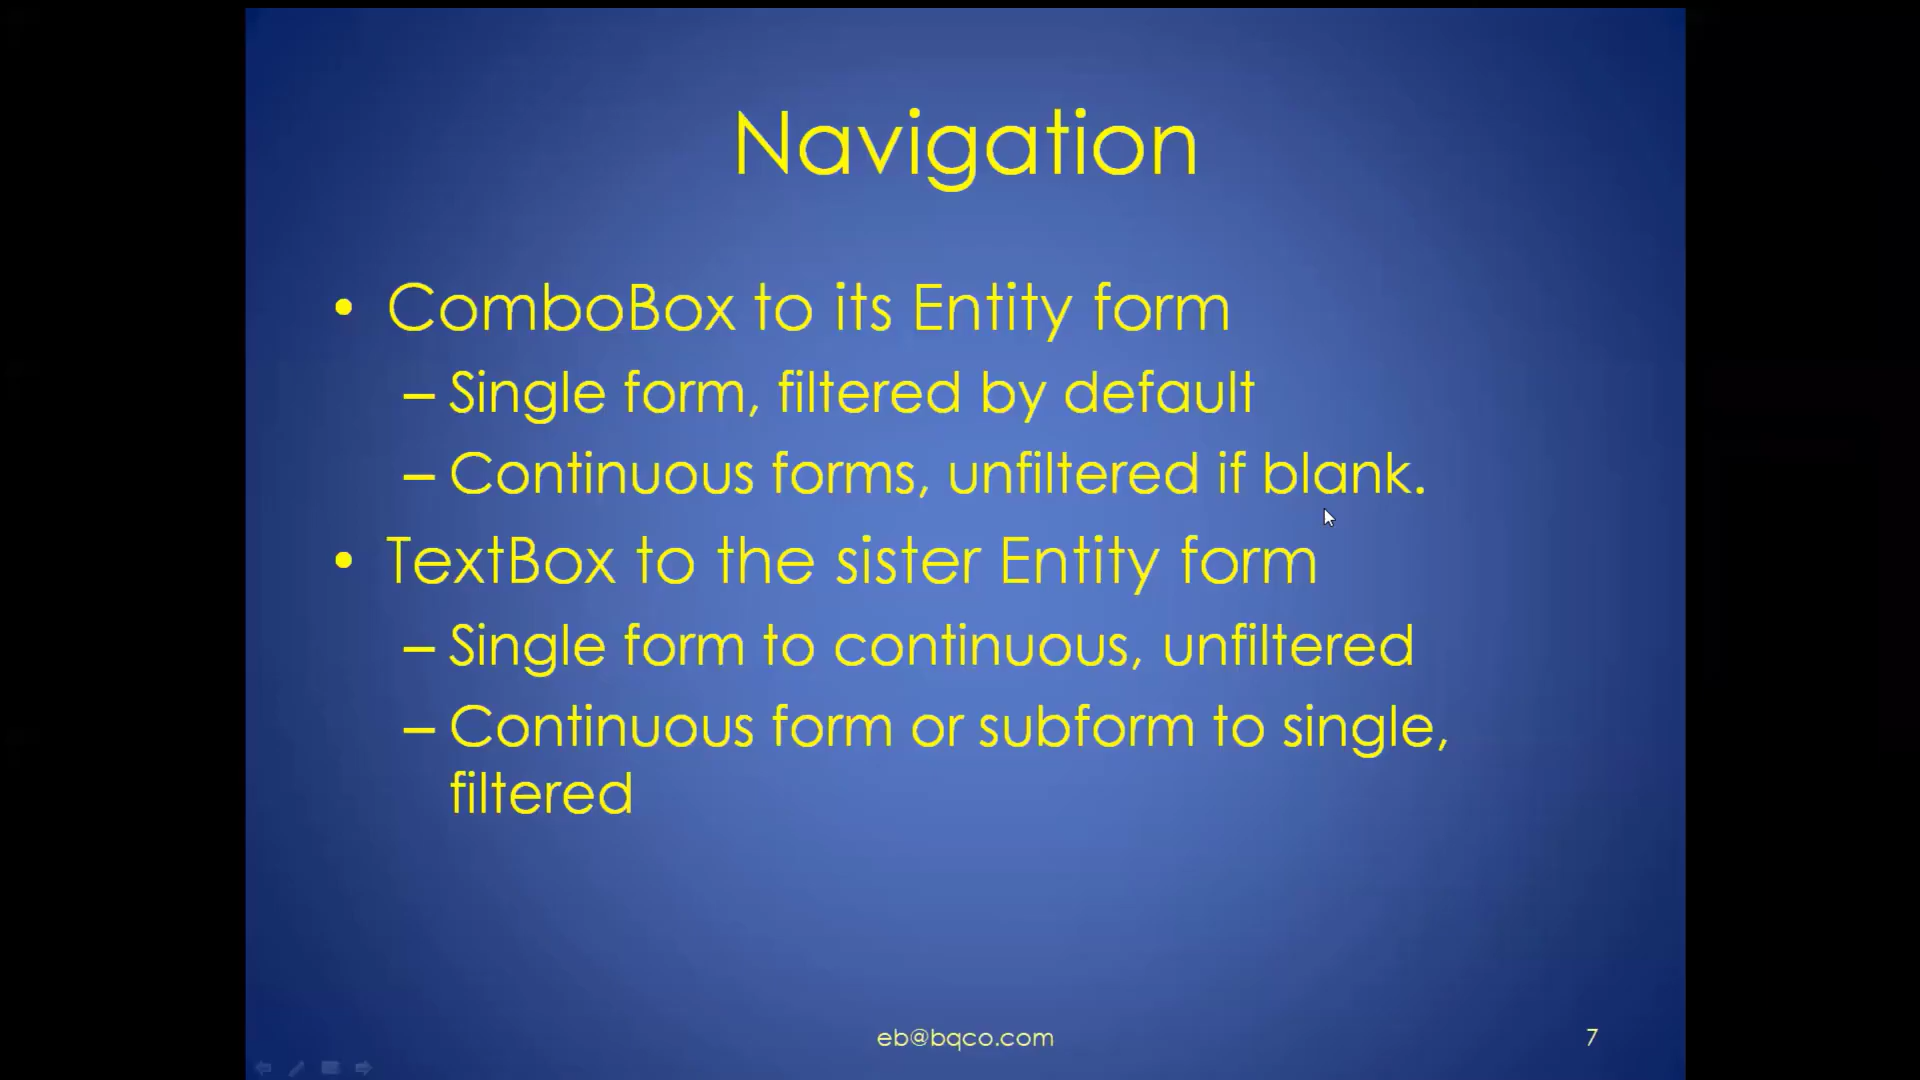 Navigation
• ComboBox to its Entity form
– Single form, filtered by default
– Continuous forms, unfiltered if blank.
• TextBox to the sister Entity form
– Single form to continuous, unfiltered
– Continuous form or subform to single,
filtered
eb@bqco.com
7